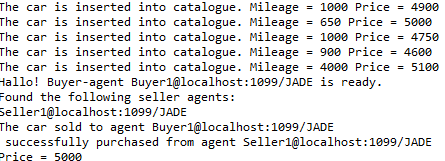 The car is inserted into catalogue. Mileage = 1000 Price = 4900
The car is inserted into catalogue. Mileage = 650 Price = 5000
The car is inserted into catalogue. Mileage = 1000 Price = 4750
The car is inserted into catalogue. Mileage = 900 Price = 4600
The car is inserted into catalogue. Mileage = 4000 Price = 5100
Hallo! Buyer-agent Buyer1@localhost:1099/JADE is ready.
Found the following seller agents:
Seller1@localhost:1099/JADE
The car sold to agent Buyer1@localhost:1099/JADE
 successfully purchased from agent Seller1@localhost:1099/JADE
Price = 5000